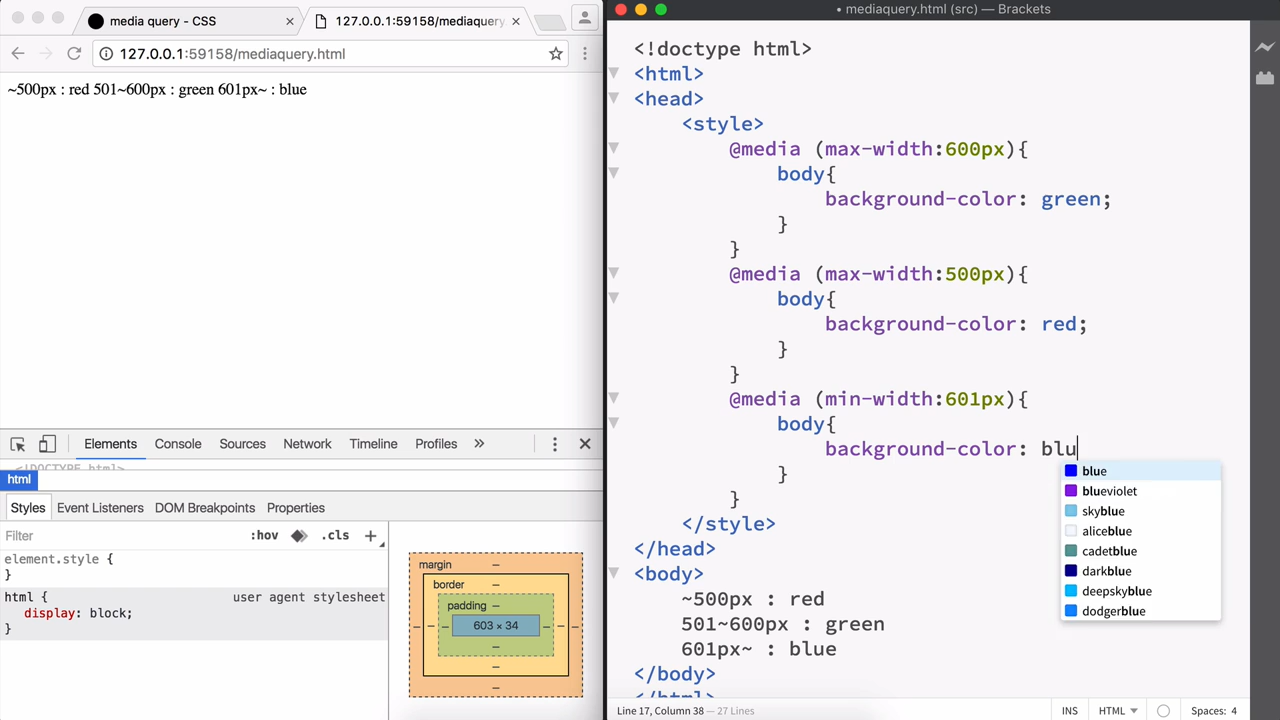 media query - CSS
127.0.0.1:59158/mediaquery
127.0.0.1:59158/mediaquery.html
~500px : red 501~600px : green 601px~ : blue
Elements Console Sources Network Timeline Profiles »
<!DOCTYPE html>
html
Styles Event Listeners DOM Breakpoints Properties
Filter :hov .cls +
element.style {
}
html { user agent stylesheet
display: block;
}
margin –
border –
padding –
– – – 603 × 34 – – –
–
–
–
• mediaquery.html (src) — Brackets
<!doctype html>
<html>
<head>
<style>
@media (max-width:600px){
body{
background-color: green;
}
}
@media (max-width:500px){
body{
background-color: red;
}
}
@media (min-width:601px){
body{
background-color: blu
}
}
</style>
</head>
<body>
~500px : red
501~600px : green
601px~ : blue
</body>
</html>
blue
blueviolet
skyblue
aliceblue
cadetblue
darkblue
deepskyblue
dodgerblue
Line 17, Column 38 — 27 Lines
INS HTML Spaces: 4